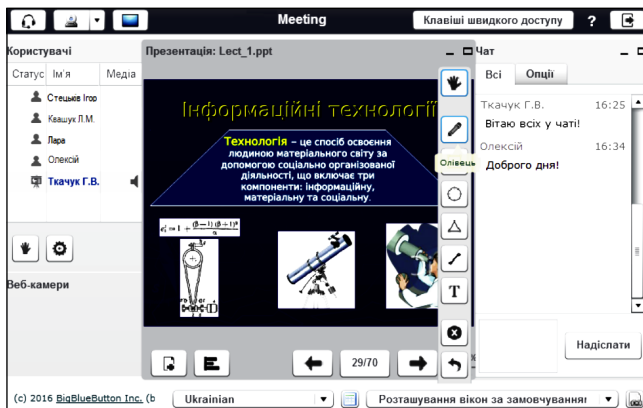 Meeting
Клавіші швидкого доступу
?
Користувачі
Статус Ім'я Медіа
Стецьків Ігор
Квашук Л.М.
Лара
Олексій
Ткачук Г.В.
Веб-камери
Презентація: Lect_1.ppt
Інформаційні технології
Технологія – це спосіб освоєння
людиною матеріального світу за
допомогою соціально організованої
діяльності, що включає три
компоненти: інформаційну,
матеріальну та соціальну.
Олівець
T
29/70
Чат
Всі Опції
Ткачук Г.В. 16:25
Вітаю всіх у чаті!
Олексій 16:34
Доброго дня!
Надіслати
(c) 2016 BigBlueButton Inc. (b
Ukrainian
Розташування вікон за замовчуванням